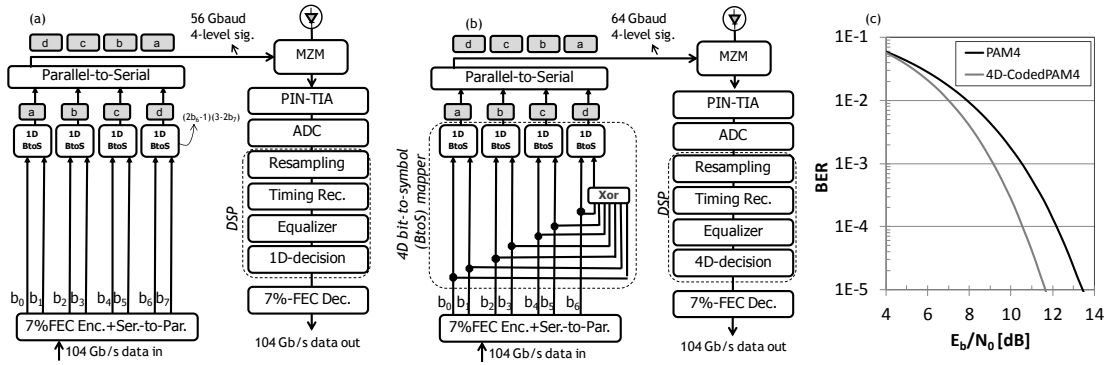 (a)
56 Gbaud
4-level sig.
d c b a
MZM
Parallel-to-Serial
PIN-TIA
a b c d
(2b6-1)(3-2b7)
1D BtoS
1D BtoS
1D BtoS
1D BtoS
ADC
Resampling
Timing Rec.
Equalizer
1D-decision
DSP
b0 b1 b2 b3 b4 b5 b6 b7
7%-FEC Dec.
7%FEC Enc.+Ser.-to-Par.
104 Gb/s data in
104 Gb/s data out
(b)
64 Gbaud
4-level sig.
d c b a
MZM
Parallel-to-Serial
PIN-TIA
a b c d
1D BtoS
1D BtoS
1D BtoS
1D BtoS
ADC
Xor
4D bit-to-symbol
(BtoS) mapper
Resampling
Timing Rec.
Equalizer
4D-decision
DSP
b0 b1 b2 b3 b4 b5 b6
7%-FEC Dec.
7%FEC Enc.+Ser.-to-Par.
104 Gb/s data in
104 Gb/s data out
(c)
PAM4
4D-CodedPAM4
1E-1
1E-2
1E-3
1E-4
1E-5
BER
4 6 8 10 12 14
Eb/N0 [dB]